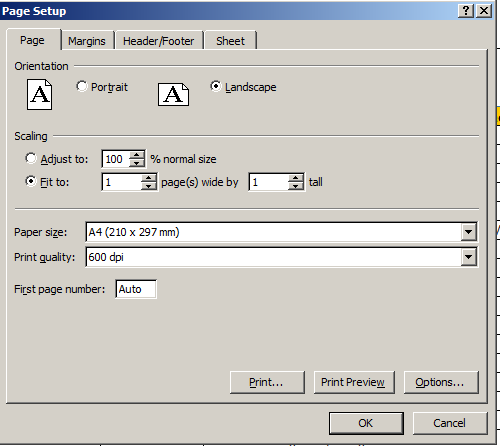 Page Setup
Page Margins Header/Footer Sheet
Orientation
A Portrait A Landscape
Scaling
Adjust to: 100 % normal size
Fit to: 1 page(s) wide by 1 tall
Paper size: A4 (210 x 297 mm)
Print quality: 600 dpi
First page number: Auto
Print... Print Preview Options...
OK Cancel